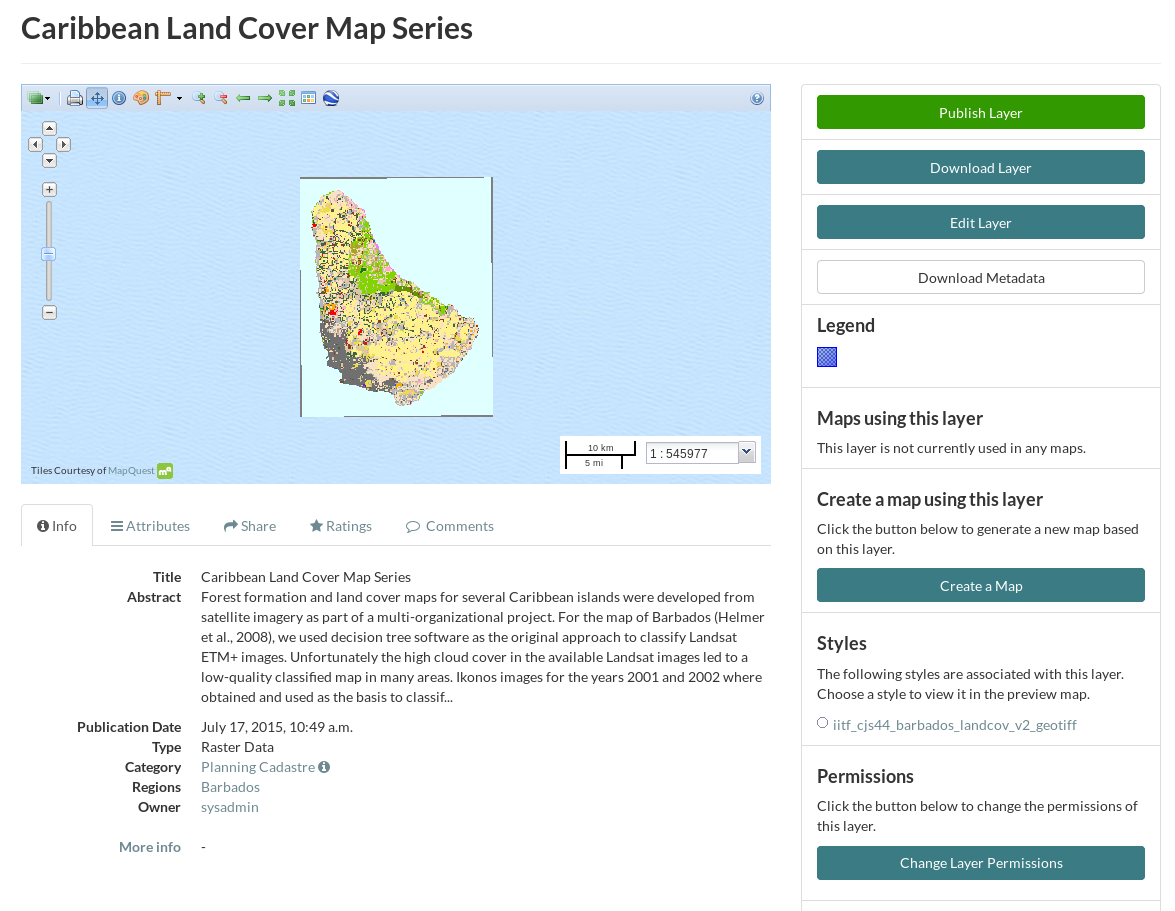 Caribbean Land Cover Map Series
10 km
5 mi
1 : 545977
Tiles Courtesy of MapQuest
Info
Attributes
Share
Ratings
Comments
Title Caribbean Land Cover Map Series
Abstract Forest formation and land cover maps for several Caribbean islands were developed from
satellite imagery as part of a multi-organizational project. For the map of Barbados (Helmer
et al., 2008), we used decision tree software as the original approach to classify Landsat
ETM+ images. Unfortunately the high cloud cover in the available Landsat images led to a
low-quality classified map in many areas. Ikonos images for the years 2001 and 2002 where
obtained and used as the basis to classif...
Publication Date July 17, 2015, 10:49 a.m.
Type Raster Data
Category Planning Cadastre
Regions Barbados
Owner sysadmin
More info -
Publish Layer
Download Layer
Edit Layer
Download Metadata
Legend
Maps using this layer
This layer is not currently used in any maps.
Create a map using this layer
Click the button below to generate a new map based
on this layer.
Create a Map
Styles
The following styles are associated with this layer.
Choose a style to view it in the preview map.
iitf_cjs44_barbados_landcov_v2_geotiff
Permissions
Click the button below to change the permissions of
this layer.
Change Layer Permissions